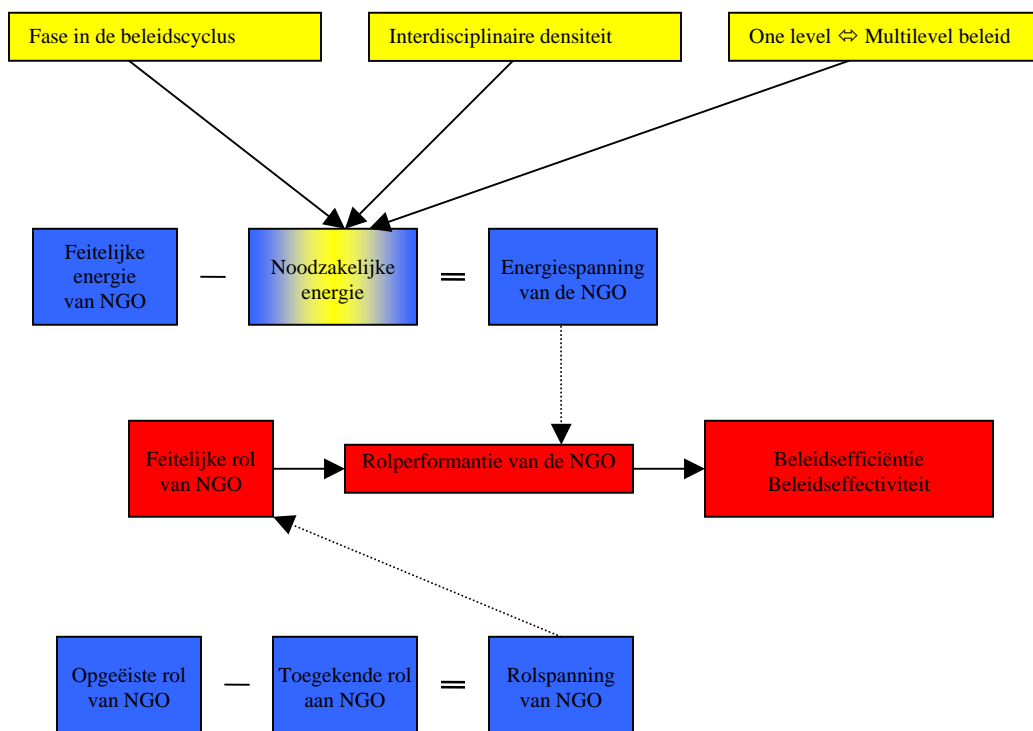 Fase in de beleidscyclus
Interdisciplinaire densiteit
One level ⇔ Multilevel beleid
Feitelijke
energie
van NGO
–
Noodzakelijke
energie
=
Energiespanning
van de NGO
Feitelijke rol
van NGO
Rolperformantie van de NGO
Beleidsefficiëntie
Beleidseffectiviteit
Opgeëiste rol
van NGO
–
Toegekende rol
aan NGO
=
Rolspanning
van NGO